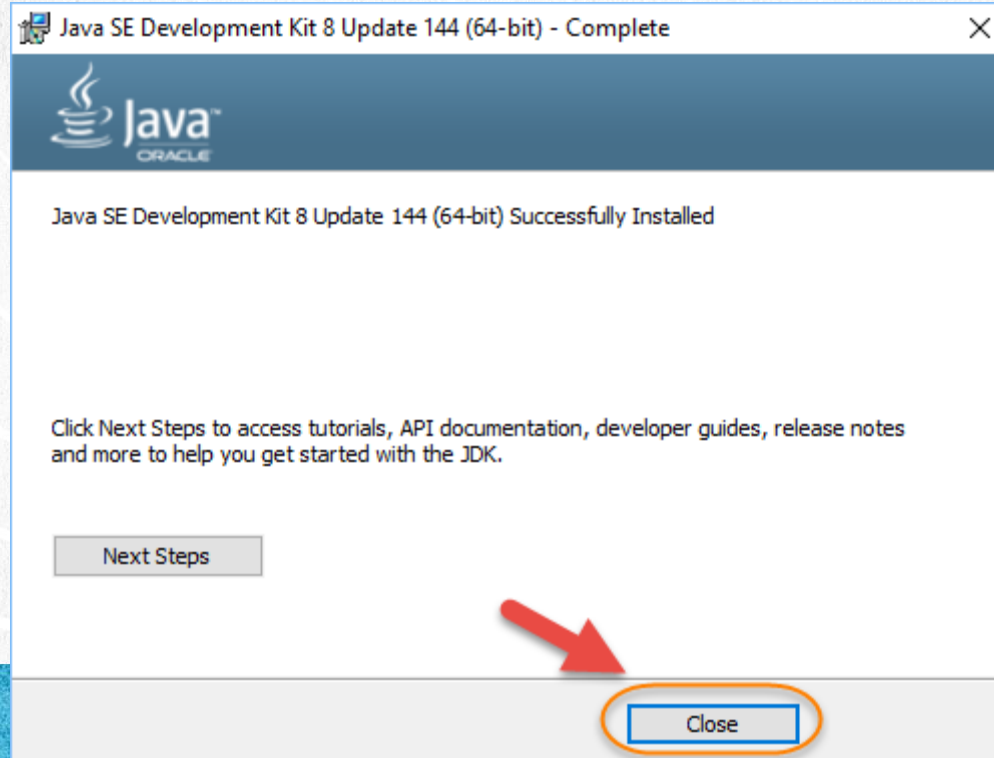 Java SE Development Kit 8 Update 144 (64-bit) - Complete
Java™
ORACLE
Java SE Development Kit 8 Update 144 (64-bit) Successfully Installed
Click Next Steps to access tutorials, API documentation, developer guides, release notes
and more to help you get started with the JDK.
Next Steps
Close